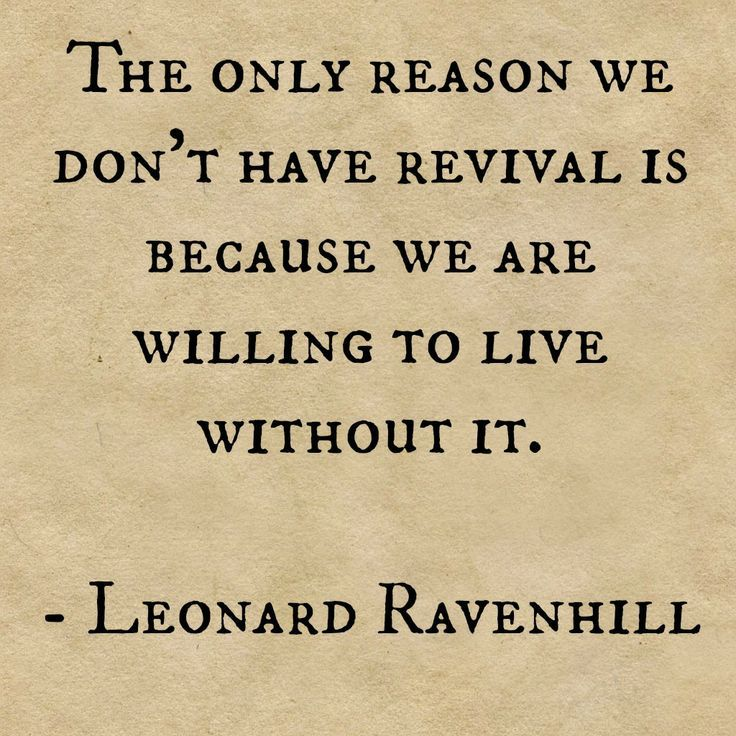 The only reason we
don't have revival is
because we are
willing to live
without it.
- Leonard Ravenhill